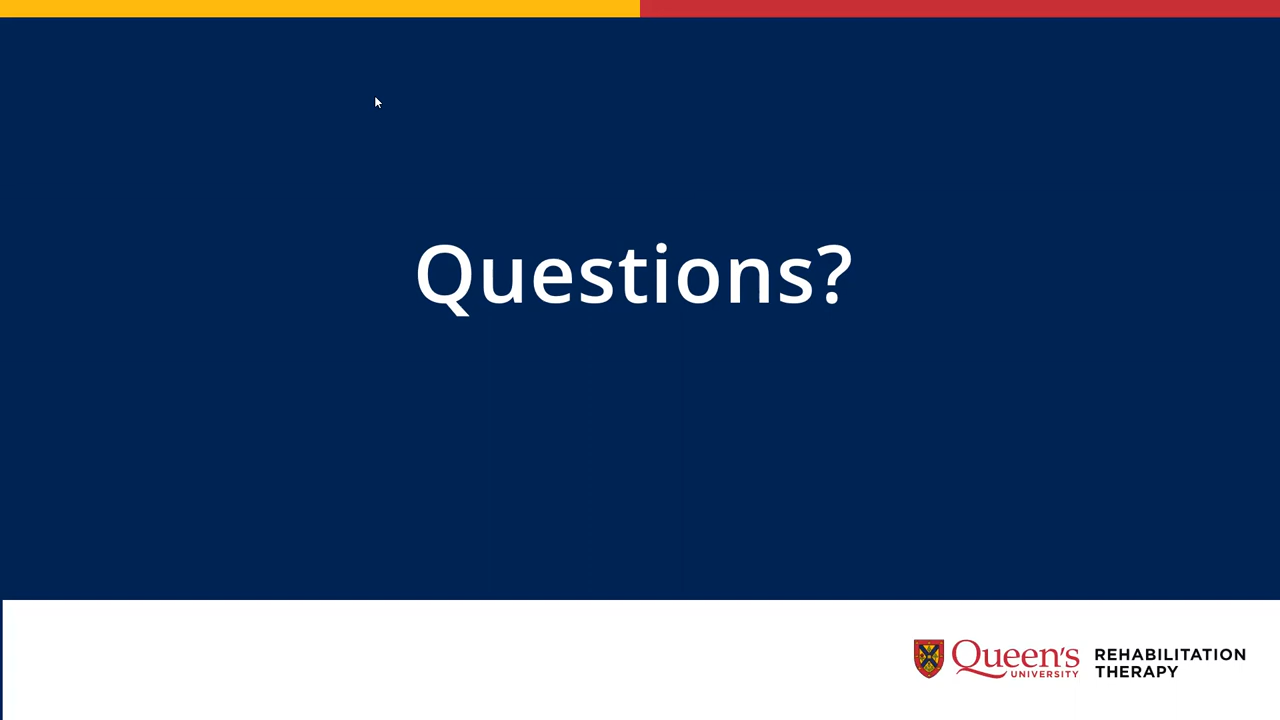 Questions?
Queen's
UNIVERSITY
REHABILITATION
THERAPY